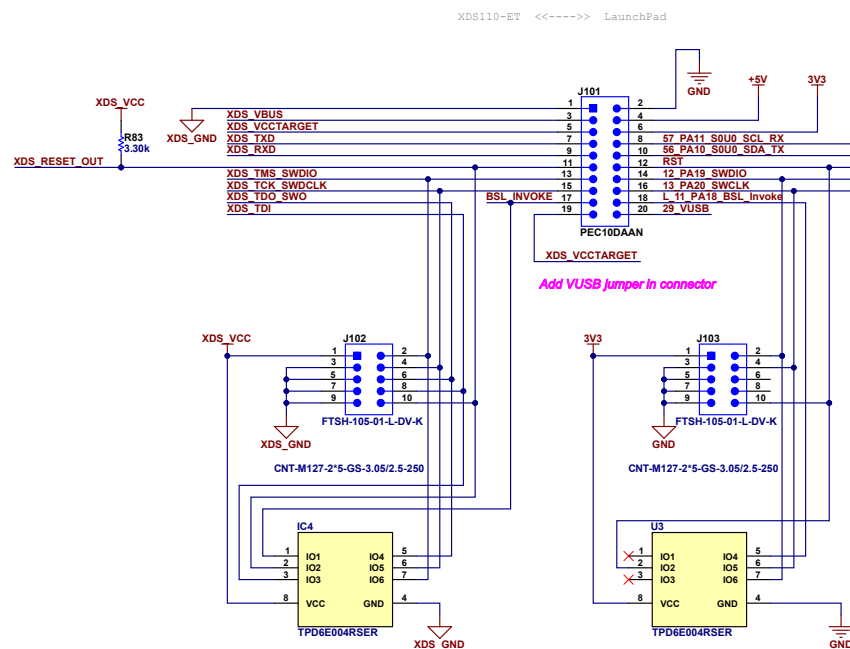 XDS110-ET <<---->> LaunchPad
J101
+5V 3V3
GND
XDS_VCC
1 2
XDS_VBUS 3 4
XDS_GND
XDS_VCCTARGET 5 6
R83
3.30k
XDS_TXD 7 8 57_PA11_S0U0_SCL_RX
XDS_RXD 9 10 56_PA10_S0U0_SDA_TX
XDS_RESET_OUT 11 12 RST
XDS_TMS_SWDIO 13 14 12_PA19_SWDIO
XDS_TCK_SWDCLK 15 16 13_PA20_SWCLK
XDS_TDO_SWO BSL_INVOKE 17 18 L_11_PA18_BSL_Invoke
XDS_TDI 19 20 29_VUSB
PEC10DAAN
XDS_VCCTARGET
Add VUSB jumper in connector
XDS_VCC J102 3V3 J103
1 2 1 2
3 4 3 4
5 6 5 6
7 8 7 8
9 10 9 10
FTSH-105-01-L-DV-K FTSH-105-01-L-DV-K
XDS_GND GND
CNT-M127-2*5-GS-3.05/2.5-250 CNT-M127-2*5-GS-3.05/2.5-250
IC4 U3
1 IO1 IO4 5 1 IO1 IO4 5
2 IO2 IO5 6 2 IO2 IO5 6
3 IO3 IO6 7 3 IO3 IO6 7
8 VCC GND 4 8 VCC GND 4
TPD6E004RSER TPD6E004RSER
XDS_GND GND